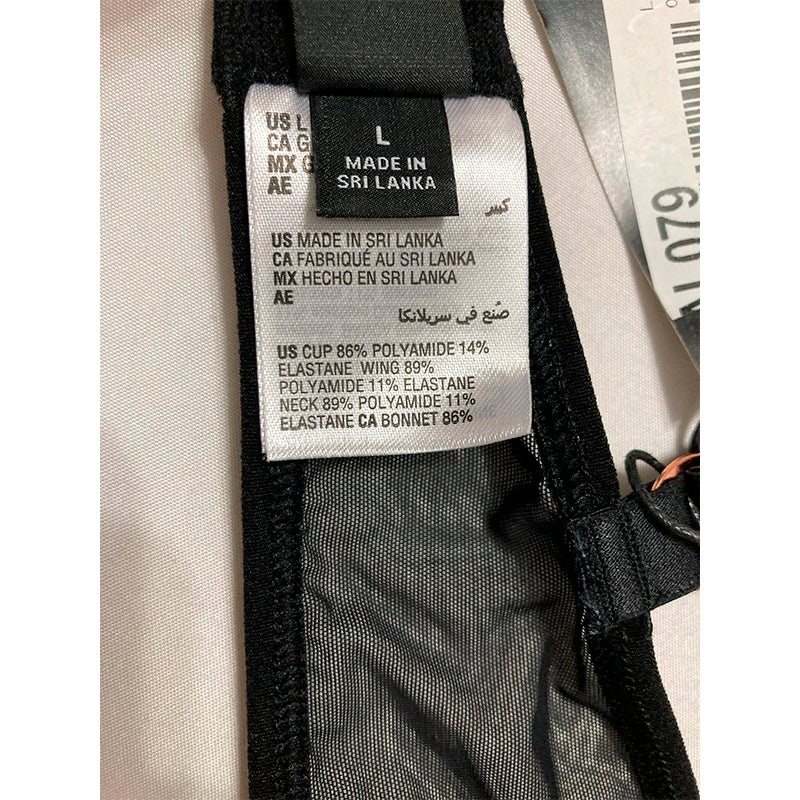 US L
CA G
MX G
AE
L
MADE IN
SRI LANKA
كبير
US MADE IN SRI LANKA
CA FABRIQUÉ AU SRI LANKA
MX HECHO EN SRI LANKA
AE
صُنع في سريلانكا
US CUP 86% POLYAMIDE 14%
ELASTANE WING 89%
POLYAMIDE 11% ELASTANE
NECK 89% POLYAMIDE 11%
ELASTANE CA BONNET 86%
079